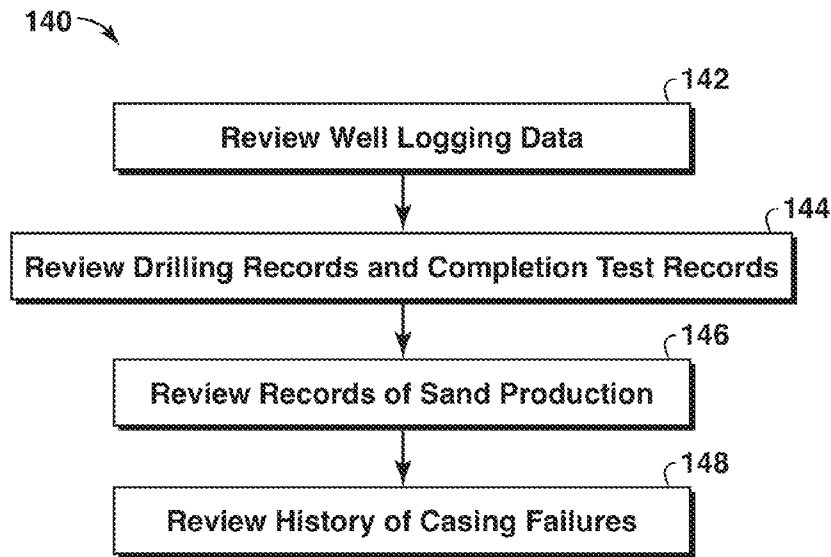 140
142
Review Well Logging Data
144
Review Drilling Records and Completion Test Records
146
Review Records of Sand Production
148
Review History of Casing Failures